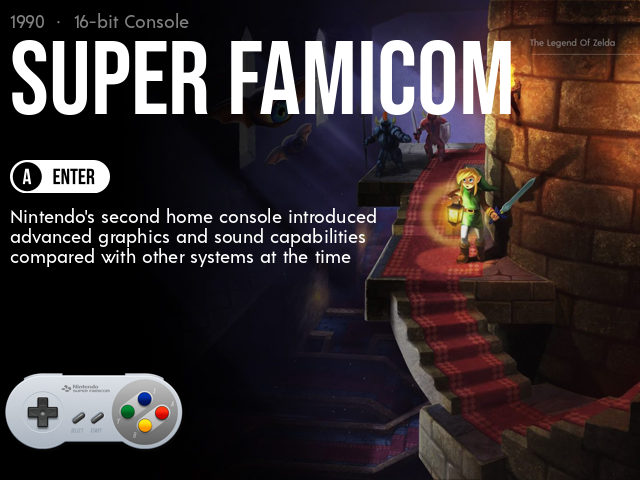 1990 · 16-bit Console
SUPER FAMICOM
The Legend Of Zelda
A ENTER
Nintendo's second home console introduced
advanced graphics and sound capabilities
compared with other systems at the time
Nintendo
SUPER FAMICOM
SELECT START